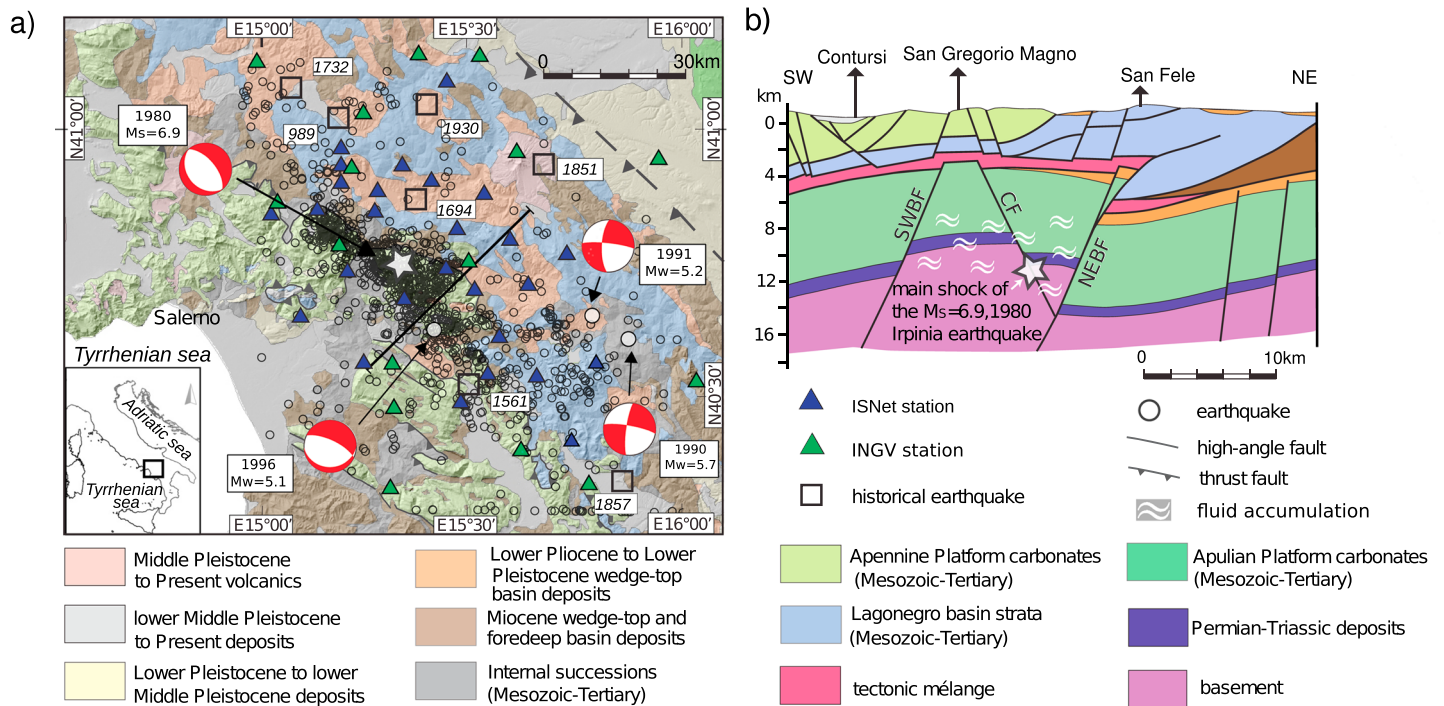 a)
E15°00’
E15°30’
E16°00’
0
30km
1732
1980
Ms=6.9
N41°00’
N41°00’
989
1930
1851
1694
1991
Mw=5.2
Salerno
Tyrrhenian sea
N40°30’
1561
Adriatic sea
Tyrrhenian
sea
1996
Mw=5.1
1990
Mw=5.7
1857
E15°00’
E15°30’
E16°00’
Middle Pleistocene
to Present volcanics
lower Middle Pleistocene
to Present deposits
Lower Pleistocene to lower
Middle Pleistocene deposits
Lower Pliocene to Lower
Pleistocene wedge-top
basin deposits
Miocene wedge-top and
foredeep basin deposits
Internal successions
(Mesozoic-Tertiary)
b)
Contursi
San Gregorio Magno
San Fele
SW
NE
km
0
4
8
12
16
SWBF
CF
NEBF
main shock of
the Ms=6.9,1980
Irpinia earthquake
0
10km
ISNet station
INGV station
historical earthquake
earthquake
high-angle fault
thrust fault
fluid accumulation
Apennine Platform carbonates
(Mesozoic-Tertiary)
Lagonegro basin strata
(Mesozoic-Tertiary)
tectonic mélange
Apulian Platform carbonates
(Mesozoic-Tertiary)
Permian-Triassic deposits
basement